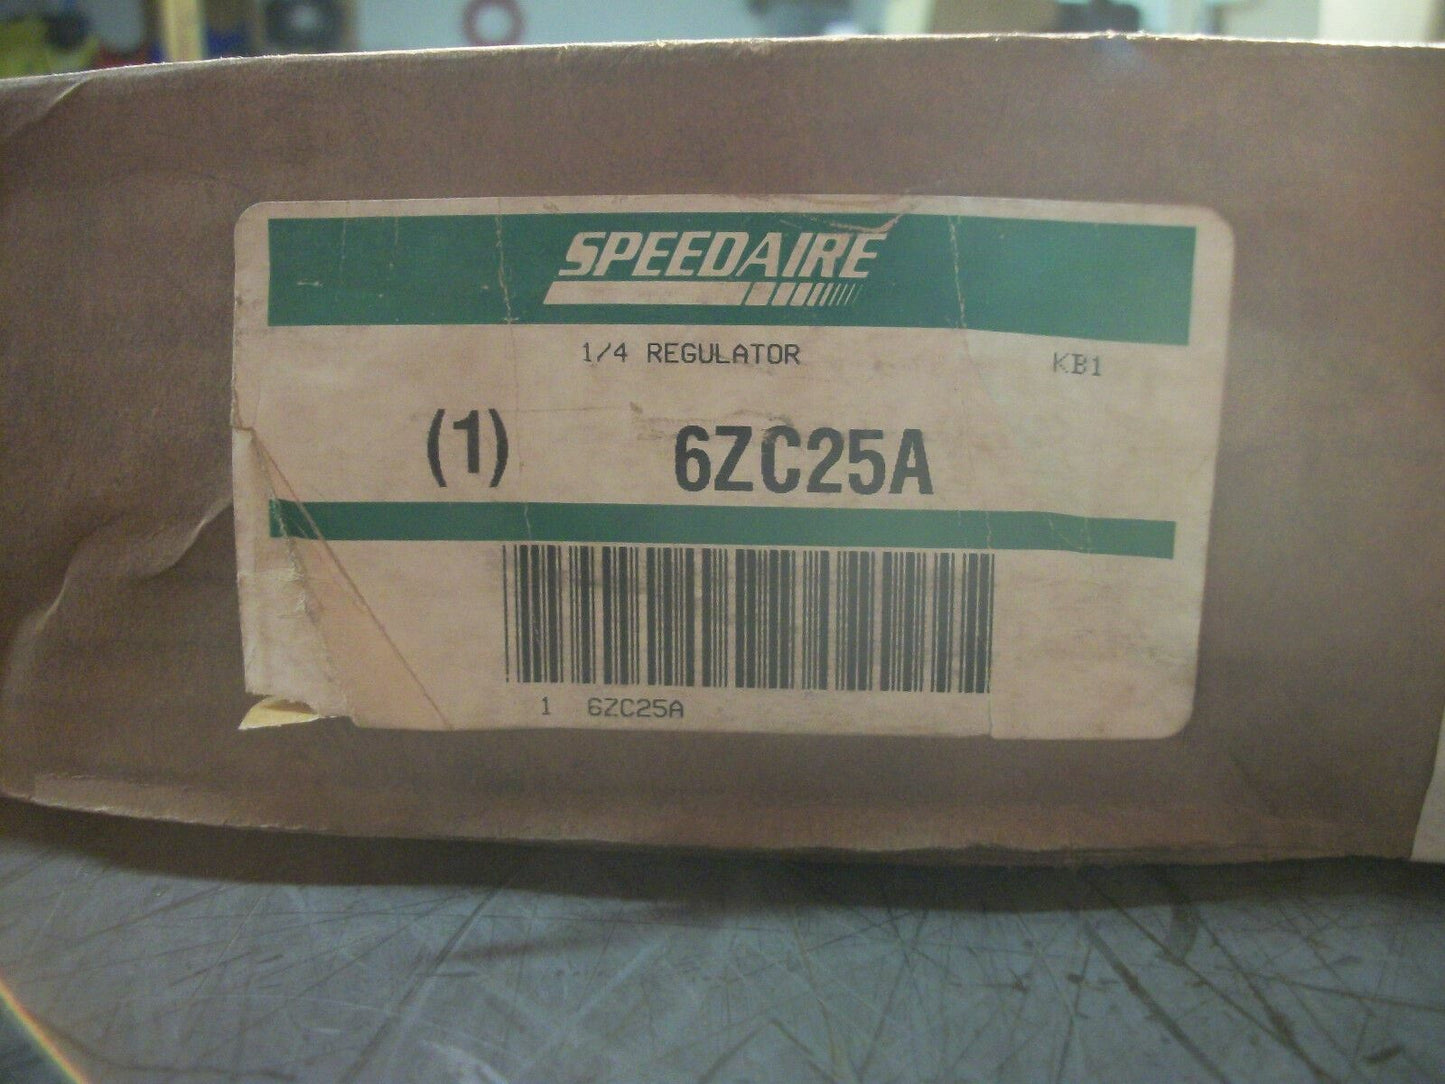 SPEEDAIRE
1/4 REGULATOR KB1
(1) 6ZC25A
1 6ZC25A